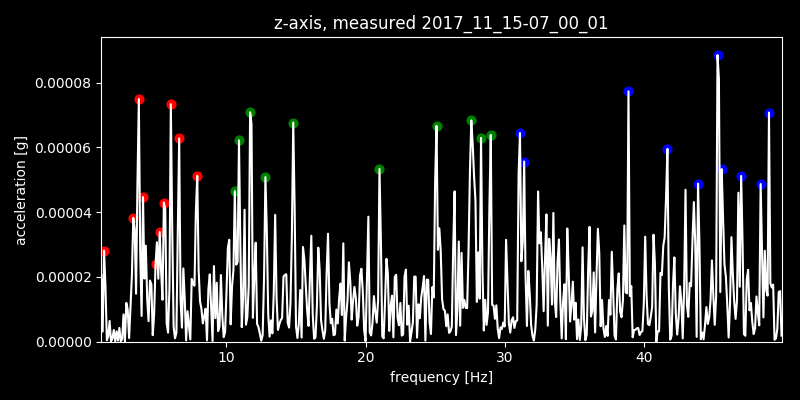 z-axis, measured 2017_11_15-07_00_01
acceleration [g]
0.00008
0.00006
0.00004
0.00002
0.00000
10 20 30 40
frequency [Hz]